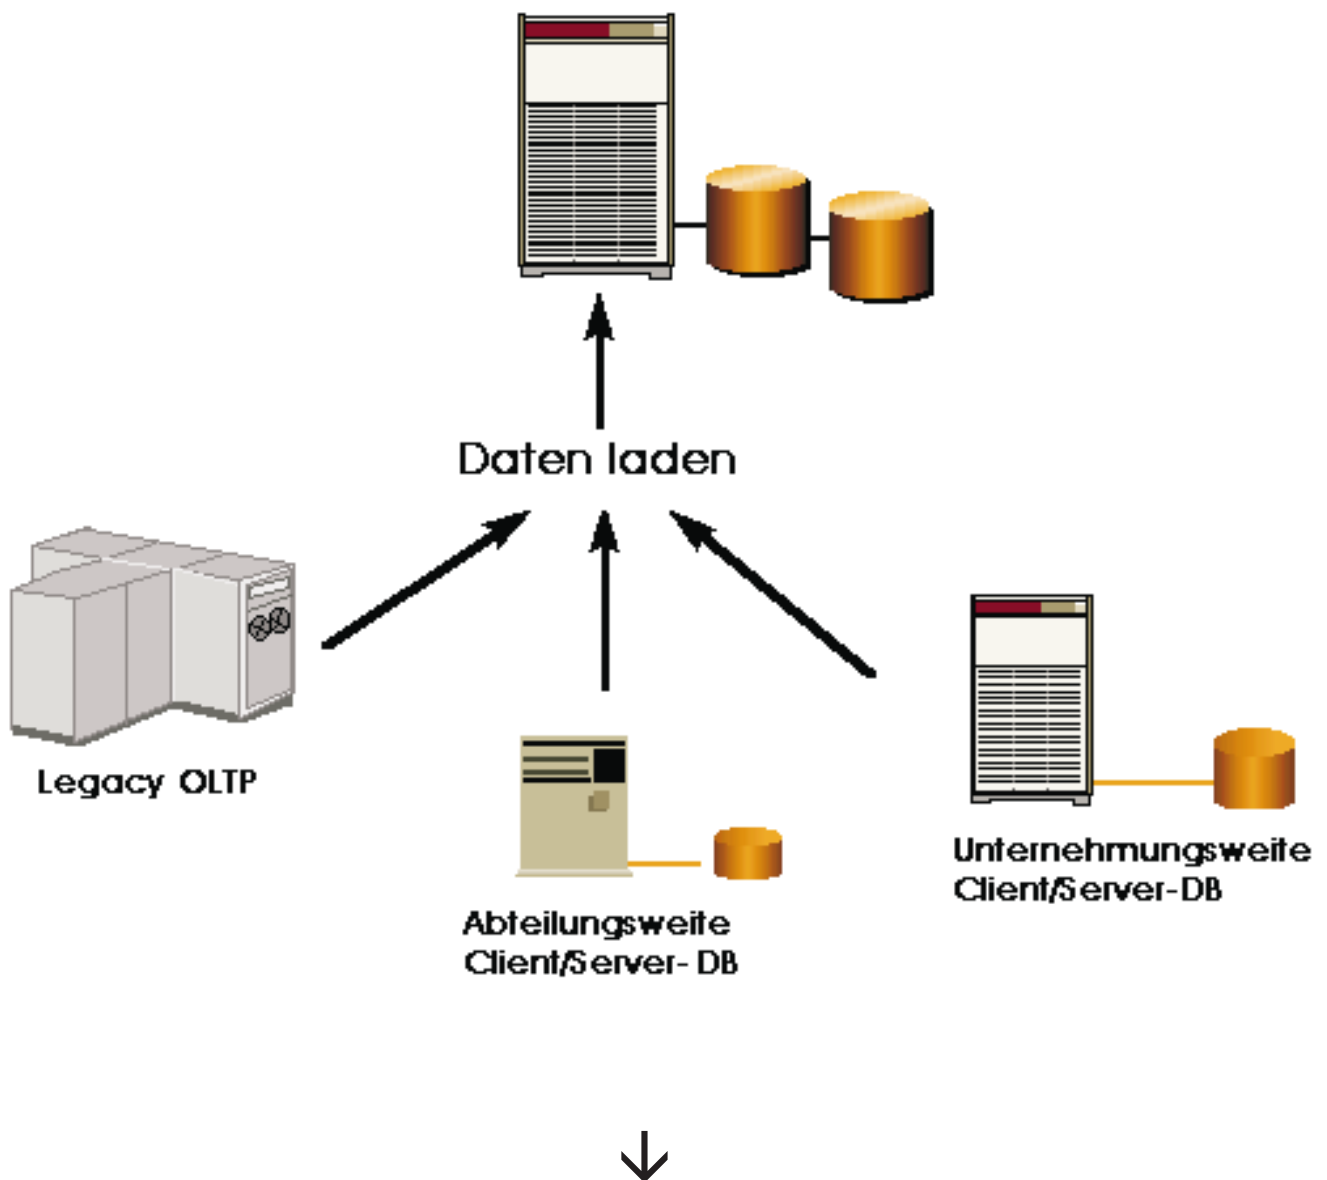 Daten laden
Legacy OLTP
Abteilungsweite
Client/Server- DB
Unternehmungsweite
Client/Server-DB